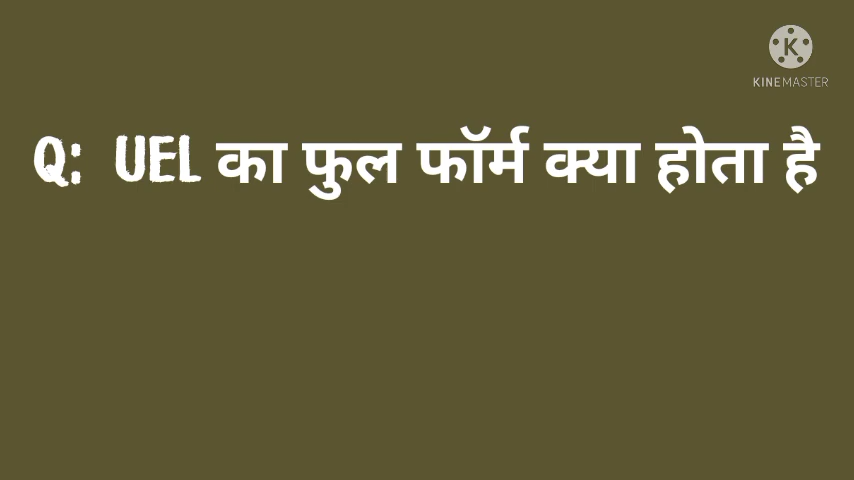 K
KINEMASTER
Q: UEL का फुल फॉर्म क्या होता है